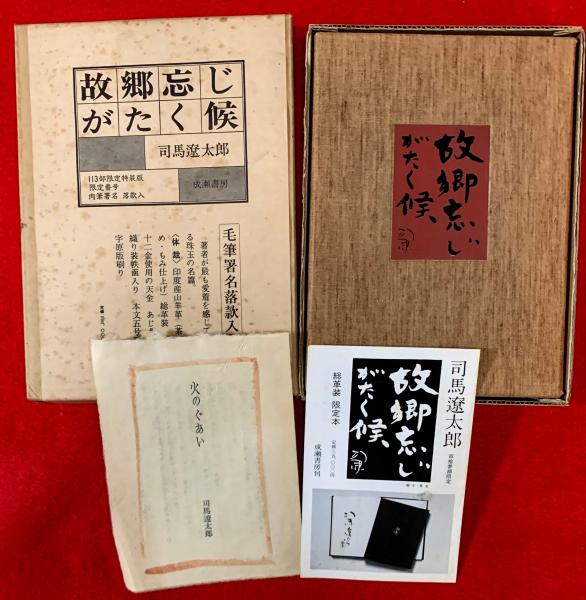 故郷忘じ
がたく候
司馬遼太郎
113部限定特装版
限定番号
肉筆署名 落款入
成瀬書房
毛筆署名落款入
著者が最も愛着を感じて
る珠玉の名篇
〈体裁〉印度産山羊革(茶
め・もみ仕上げ)総革装
十二金使用の天金 あじろ
織り装帙函入り 本文五号
字原版刷り
故郷忘じ
がたく候
火のぐあい
司馬遼太郎
司馬遼太郎
故郷忘じ
がたく候
総革装 限定本
成瀬書房刊